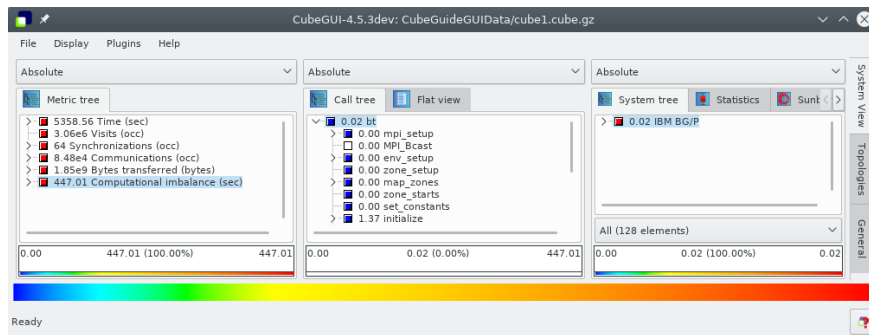 CubeGUI-4.5.3dev: CubeGuideGUIData/cube1.cube.gz
File Display Plugins Help
Absolute
Metric tree
5358.56 Time (sec)
3.06e6 Visits (occ)
64 Synchronizations (occ)
8.48e4 Communications (occ)
1.85e9 Bytes transferred (bytes)
447.01 Computational imbalance (sec)
0.00 447.01 (100.00%) 447.01
Absolute
Call tree Flat view
0.02 bt
0.00 mpi_setup
0.00 MPI_Bcast
0.00 env_setup
0.00 zone_setup
0.00 map_zones
0.00 zone_starts
0.00 set_constants
1.37 initialize
0.00 0.02 (0.00%) 447.01
Absolute
System tree Statistics Sunb
0.02 IBM BG/P
All (128 elements)
0.00 0.02 (100.00%) 0.02
System View
Topologies
General
Ready